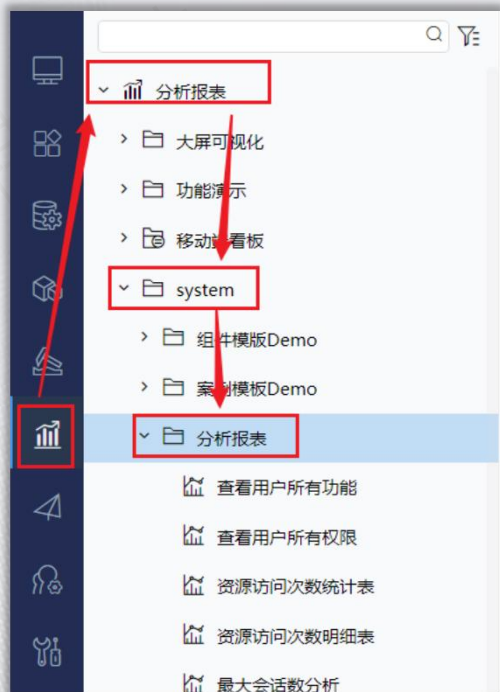 分析报表
大屏可视化
功能演示
移动端看板
system
组件模版Demo
案例模板Demo
分析报表
查看用户所有功能
查看用户所有权限
资源访问次数统计表
资源访问次数明细表
最大会话数分析